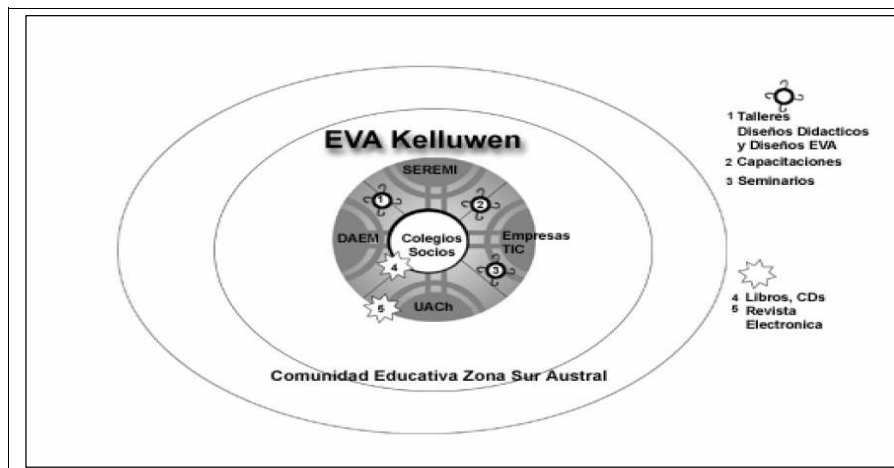 EVA Kelluwen
SEREMI
1
2
DAEM
Colegios
Socios
Empresas
TIC
4
3
5
UACh
Comunidad Educativa Zona Sur Austral
1 Talleres
Diseños Didacticos
y Diseños EVA
2 Capacitaciones
3 Seminarios
4 Libros, CDs
5 Revista
Electronica